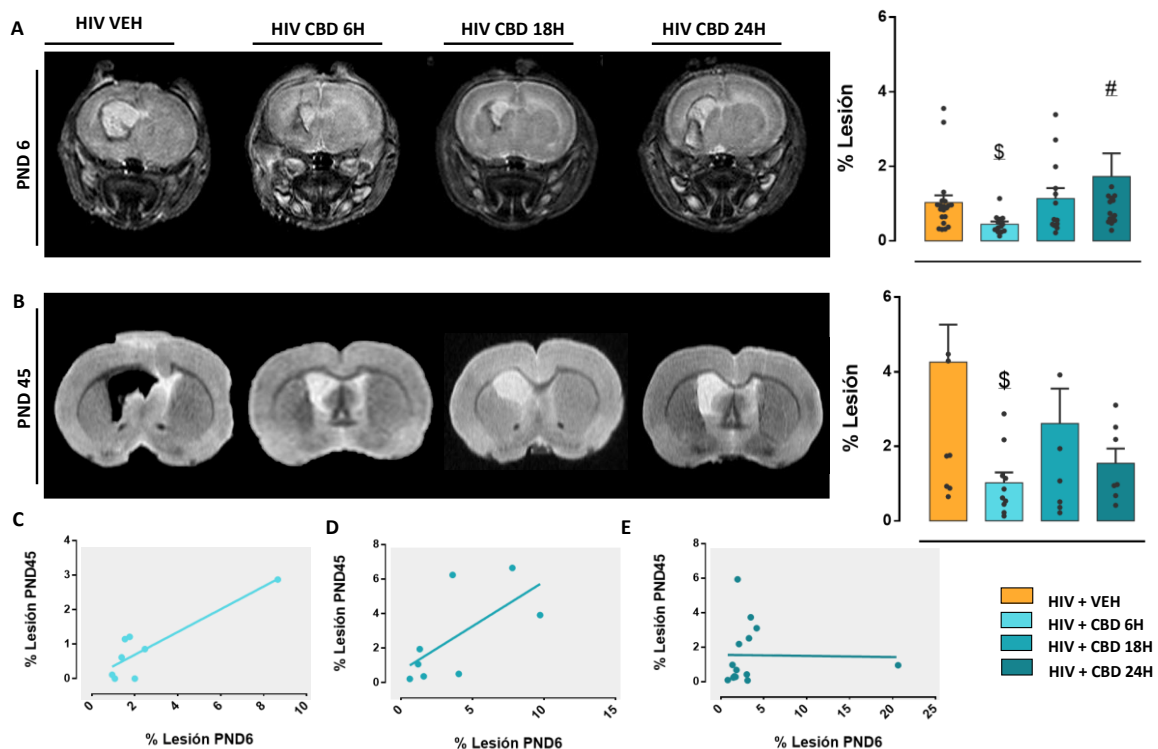 A
HIV VEH
HIV CBD 6H
HIV CBD 18H
HIV CBD 24H
PND 6
% Lesión
6
4
2
0
$
#
B
PND 45
% Lesión
6
4
2
0
$
C
% Lesión PND45
4
3
2
1
0
0
2
4
6
8
10
% Lesión PND6
D
% Lesión PND45
8
6
4
2
0
0
5
10
15
% Lesión PND6
E
% Lesión PND45
8
6
4
2
0
0
5
10
15
20
25
% Lesión PND6
HIV + VEH
HIV + CBD 6H
HIV + CBD 18H
HIV + CBD 24H